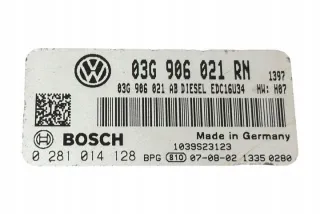 03G 906 021 RN 1397
03G 906 021 AB DIESEL EDC16U34 HW: H07
BOSCH
Made in Germany
1039S23123
0 281 014 128 BPG 810 07-08-02 1335 0280